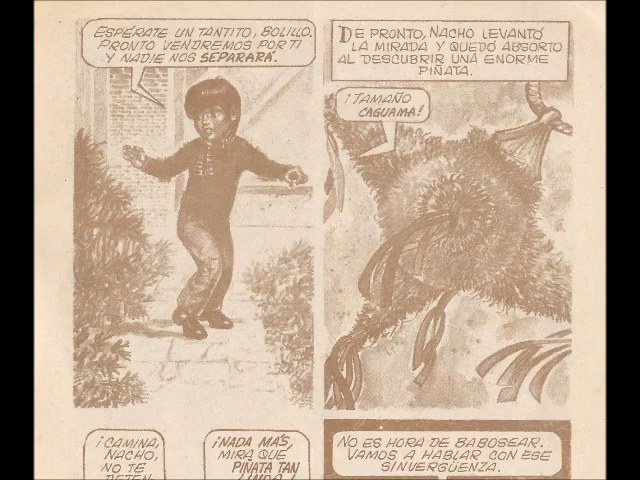 ESPÉRATE UN TANTITO, BOLILLO.
PRONTO VENDREMOS POR TI
Y NADIE NOS SEPARARÁ.
DE PRONTO, NACHO LEVANTÓ
LA MIRADA Y QUEDÓ ABSORTO
AL DESCUBRIR UNA ENORME
PIÑATA.
¡TAMAÑO
CAGUAMA!
¡CAMINA,
NACHO,
NO TE
¡NADA MÁS,
MIRA QUE
PIÑATA TAN
NO ES HORA DE BABOSEAR.
VAMOS A HABLAR CON ESE
SINVERGÜENZA.